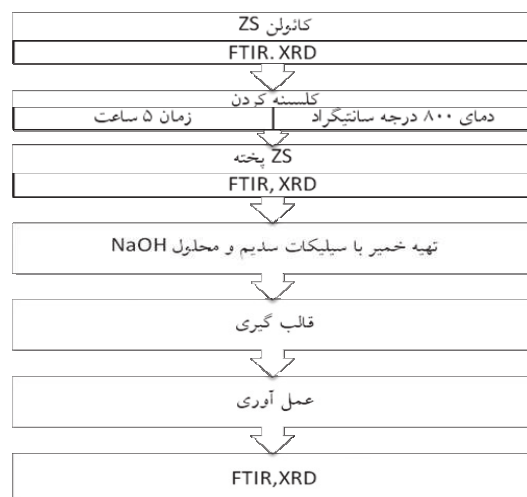 کائولن ZS
FTIR. XRD
کلسینه کردن
دمای ۸۰۰ درجه سانتیگراد
زمان ۵ ساعت
ZS پخته
FTIR, XRD
تهیه خمیر با سیلیکات سدیم و محلول NaOH
قالب گیری
عمل آوری
FTIR,XRD